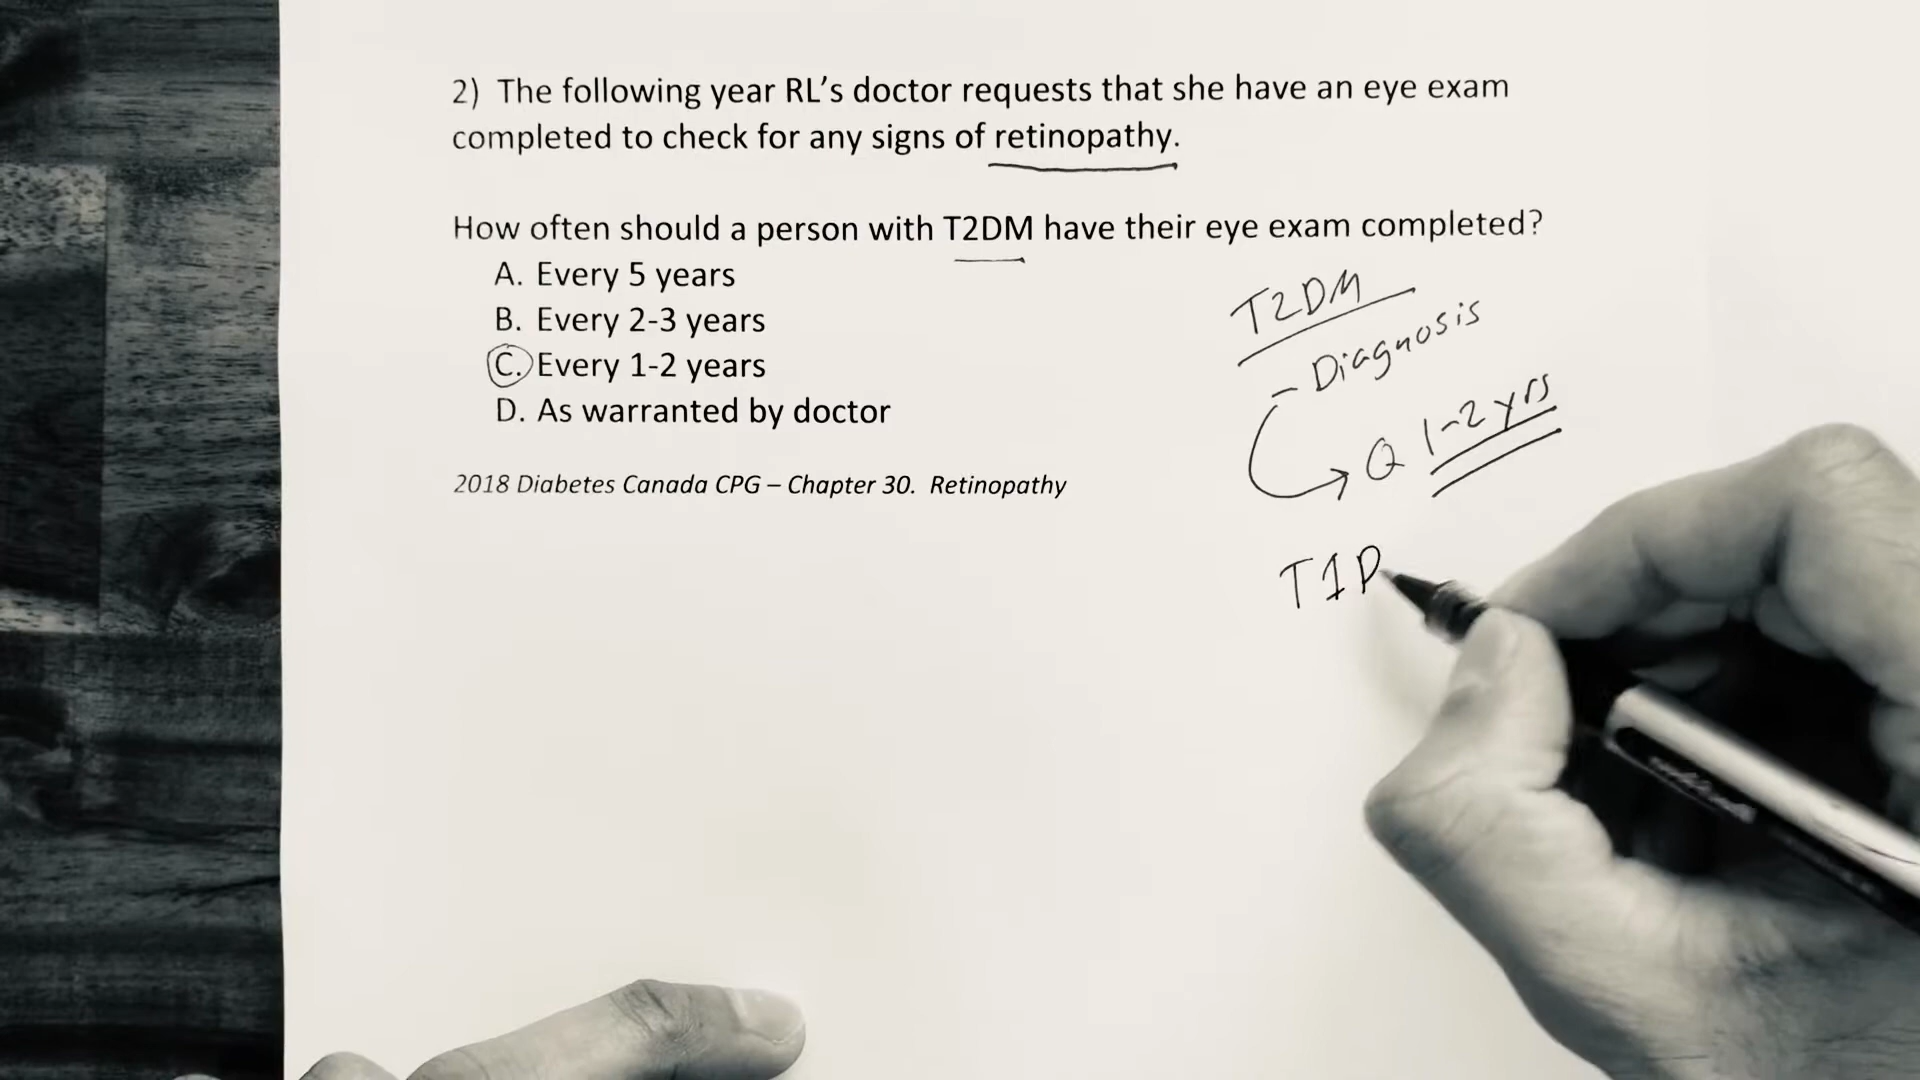 2) The following year RL's doctor requests that she have an eye exam
completed to check for any signs of retinopathy.
How often should a person with T2DM have their eye exam completed?
A. Every 5 years
B. Every 2-3 years
C. Every 1-2 years
D. As warranted by doctor
2018 Diabetes Canada CPG – Chapter 30. Retinopathy
T2DM
- Diagnosis
→ Q 1-2 yrs
T1D